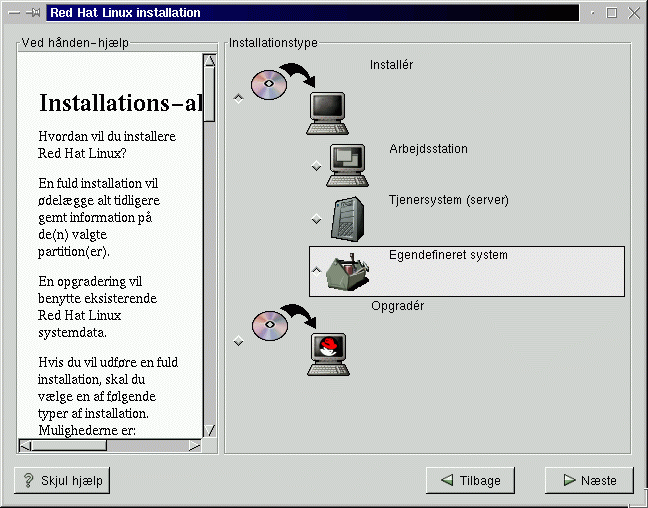 Red Hat Linux installation
Ved hånden-hjælp
Installations-al
Hvordan vil du installere
Red Hat Linux?
En fuld installation vil
ødelægge alt tidligere
gemt information på
de(n) valgte
partition(er).
En opgradering vil
benytte eksisterende
Red Hat Linux
systemdata.
Hvis du vil udføre en fuld
installation, skal du
vælge en af følgende
typer af installation.
Mulighederne er:
Installationstype
Installér
Arbejdsstation
Tjenersystem (server)
Egendefineret system
Opgradér
? Skjul hjælp
Tilbage
Næste